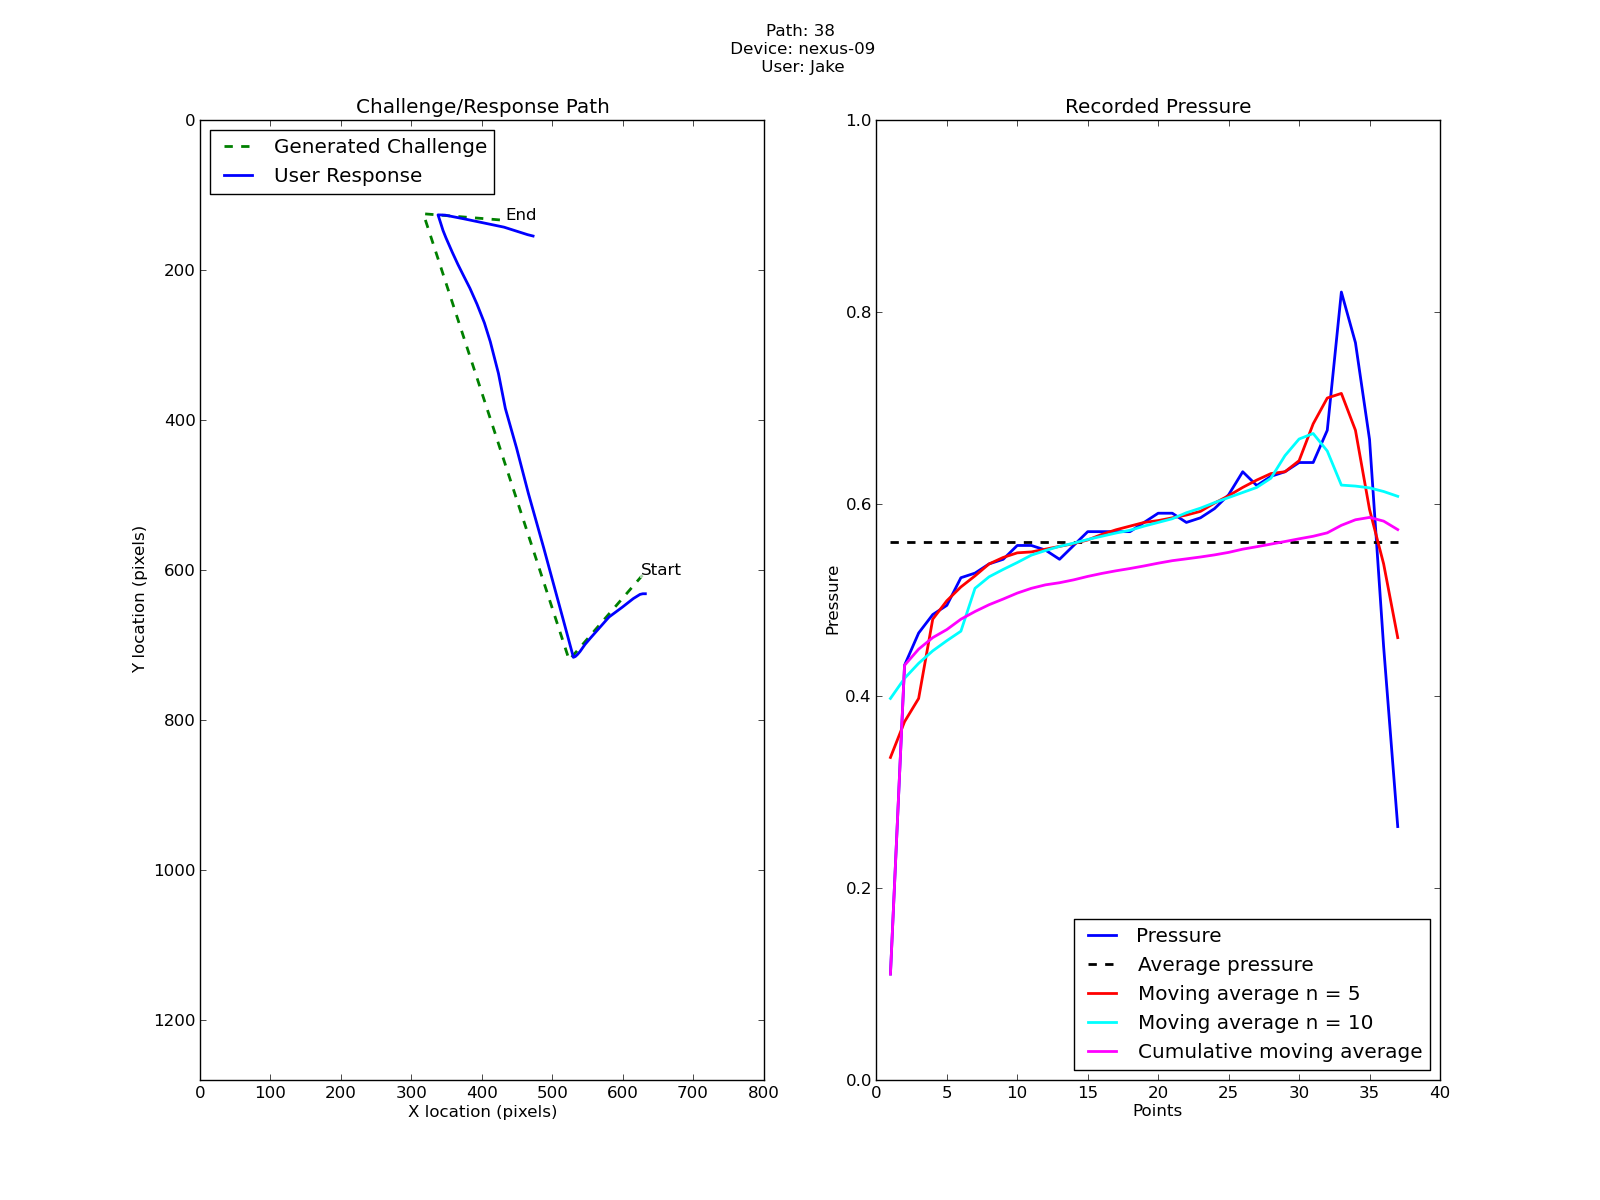 Path: 38
Device: nexus-09
User: Jake
Challenge/Response Path
Generated Challenge
User Response
End
Start
0
200
400
600
800
1000
1200
Y location (pixels)
0 100 200 300 400 500 600 700 800
X location (pixels)
Recorded Pressure
1.0
0.8
0.6
0.4
0.2
0.0
Pressure
Pressure
Average pressure
Moving average n = 5
Moving average n = 10
Cumulative moving average
0 5 10 15 20 25 30 35 40
Points